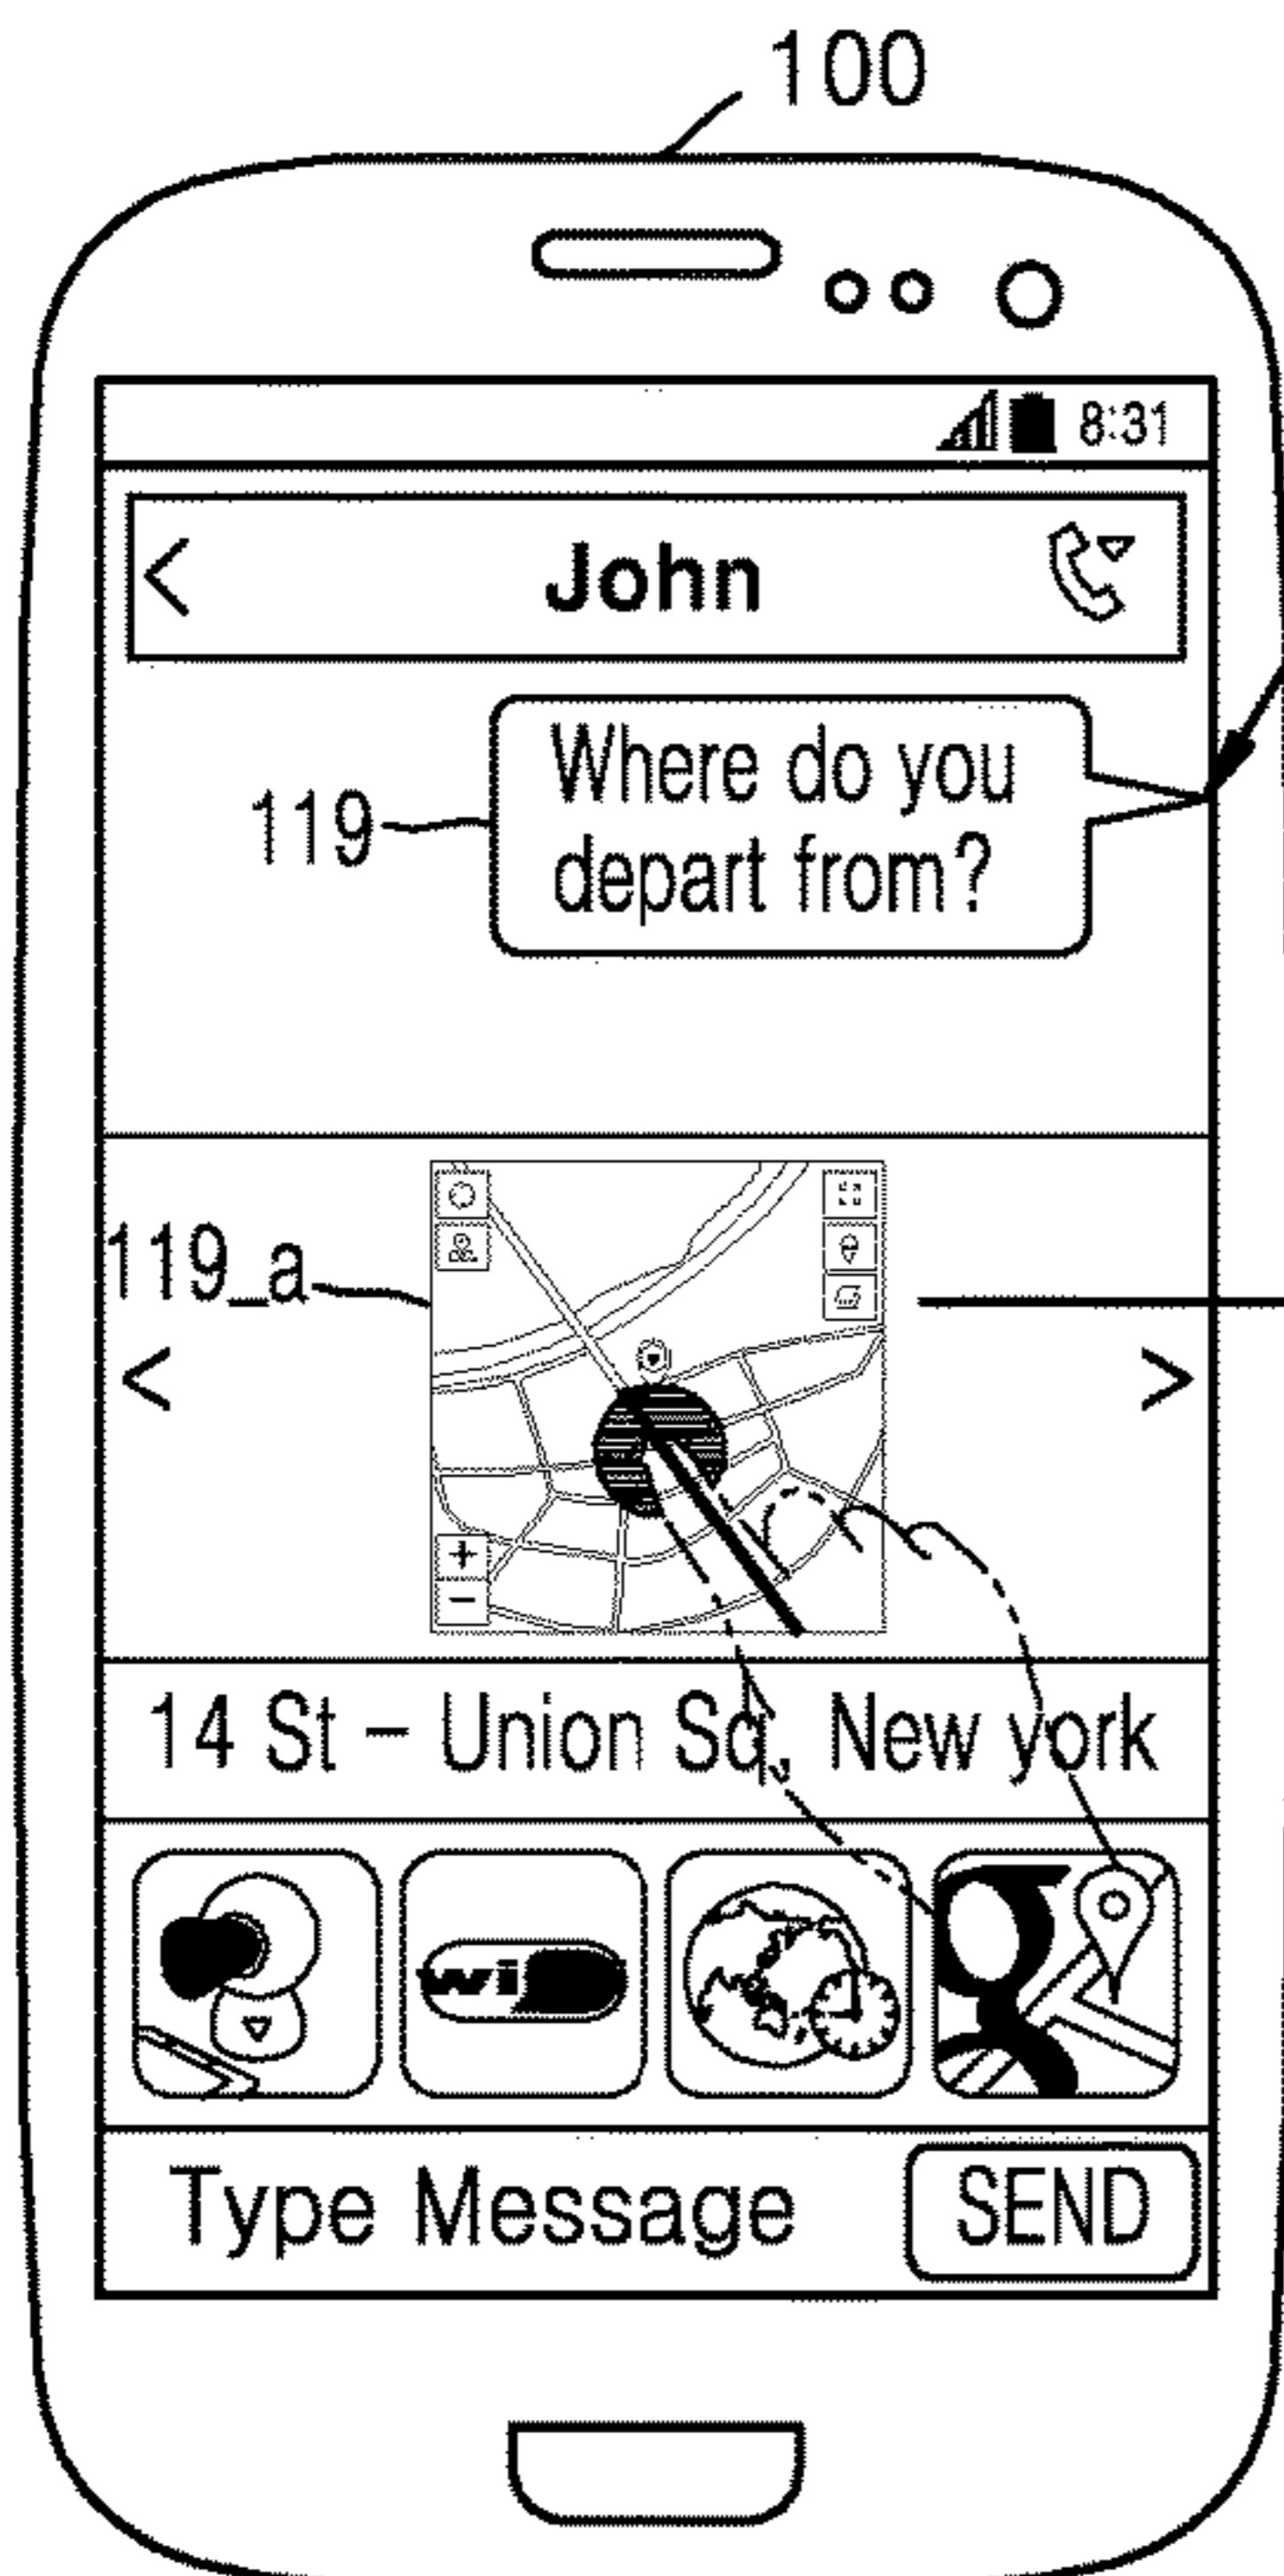 100
8:31
<
John
Where do you
depart from?
119
119_a
< >
+
−
14 St – Union Sq, New york
wi
Type Message
SEND